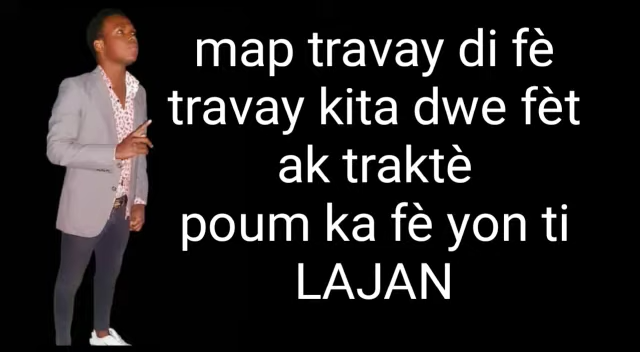 map travay di fè
travay kita dwe fèt
ak traktè
poum ka fè yon ti
LAJAN